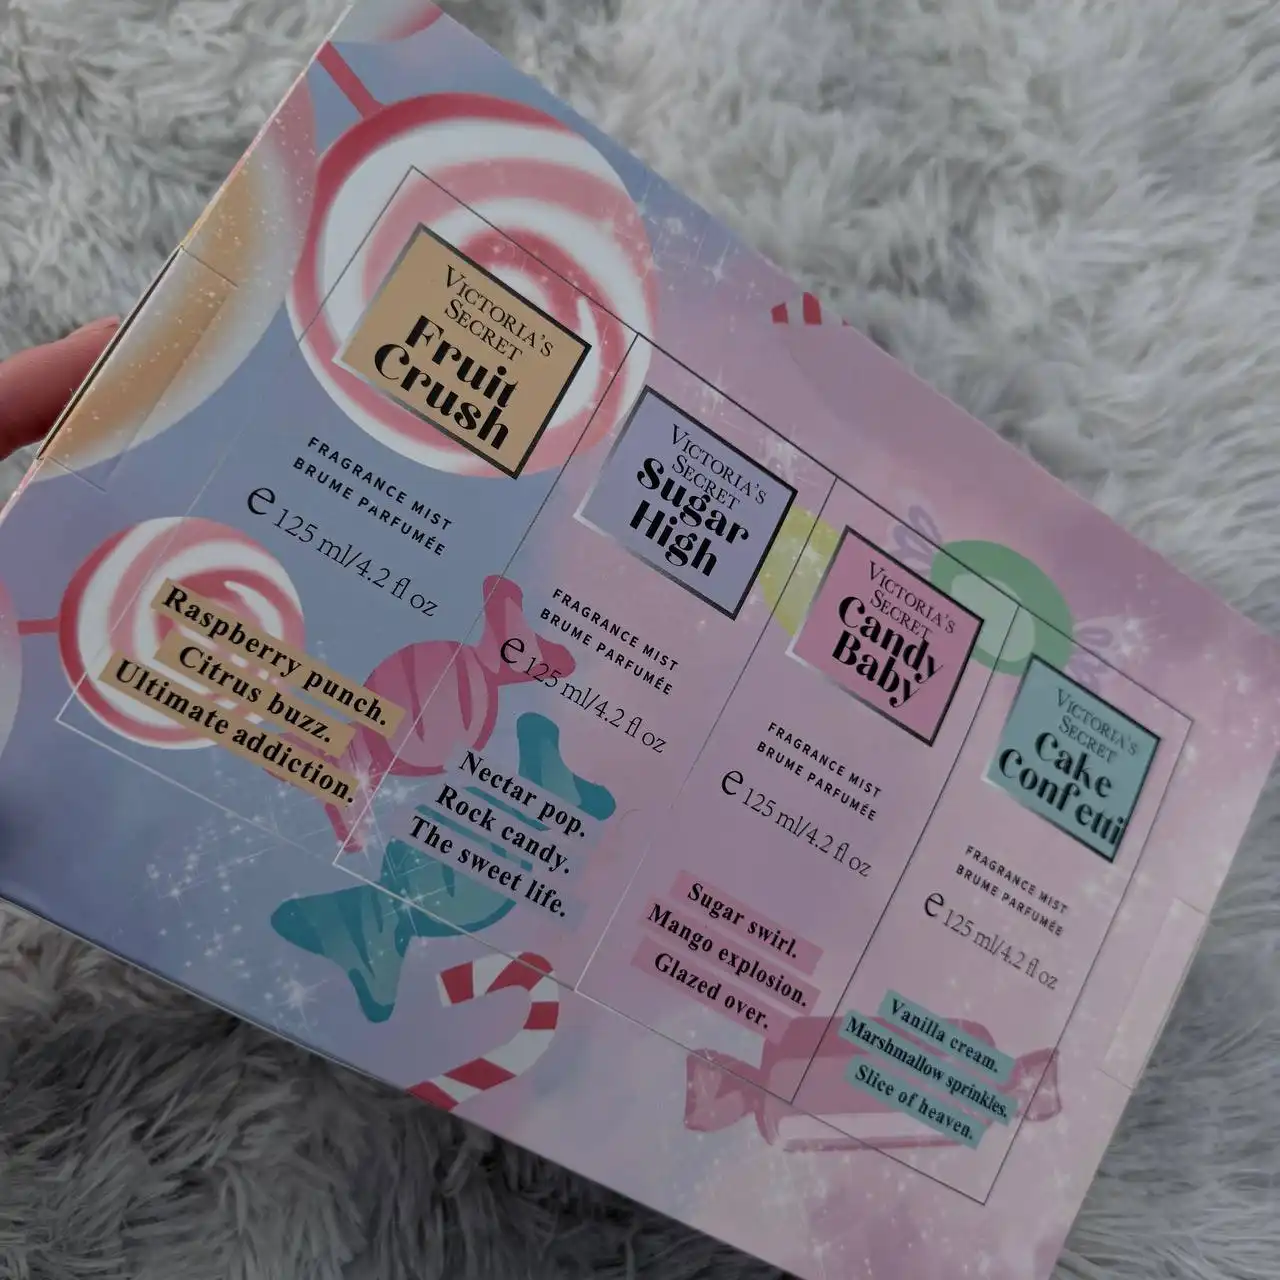 VICTORIA'S
SECRET
Fruit
Crush
FRAGRANCE MIST
BRUME PARFUMÉE
e 125 ml/4.2 fl oz
Raspberry punch.
Citrus buzz.
Ultimate addiction.
VICTORIA'S
SECRET
Sugar
High
FRAGRANCE MIST
BRUME PARFUMÉE
e 125 ml/4.2 fl oz
Nectar pop.
Rock candy.
The sweet life.
VICTORIA'S
SECRET
Candy
Baby
FRAGRANCE MIST
BRUME PARFUMÉE
e 125 ml/4.2 fl oz
Sugar swirl.
Mango explosion.
Glazed over.
VICTORIA'S
SECRET
Cake
Confetti
FRAGRANCE MIST
BRUME PARFUMÉE
e 125 ml/4.2 fl oz
Vanilla cream.
Marshmallow sprinkles.
Slice of heaven.